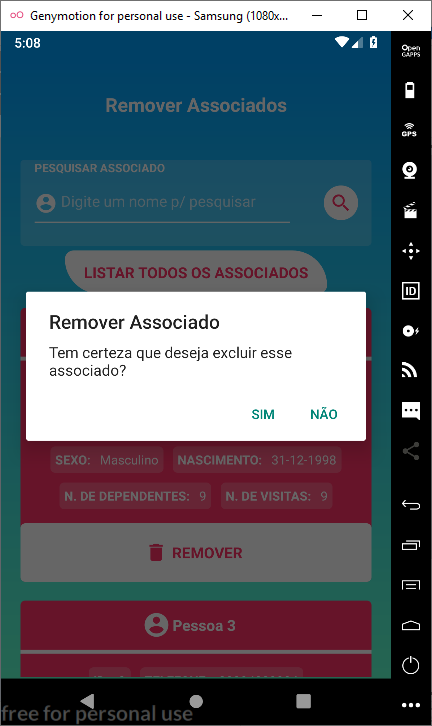 Genymotion for personal use - Samsung (1080x...
5:08
Open
GAPPS
GPS
ID
Remover Associados
PESQUISAR ASSOCIADO
Digite um nome p/ pesquisar
LISTAR TODOS OS ASSOCIADOS
Remover Associado
Tem certeza que deseja excluir esse
associado?
SIM NÃO
SEXO: Masculino NASCIMENTO: 31-12-1998
N. DE DEPENDENTES: 9 N. DE VISITAS: 9
REMOVER
Pessoa 3
free for personal use